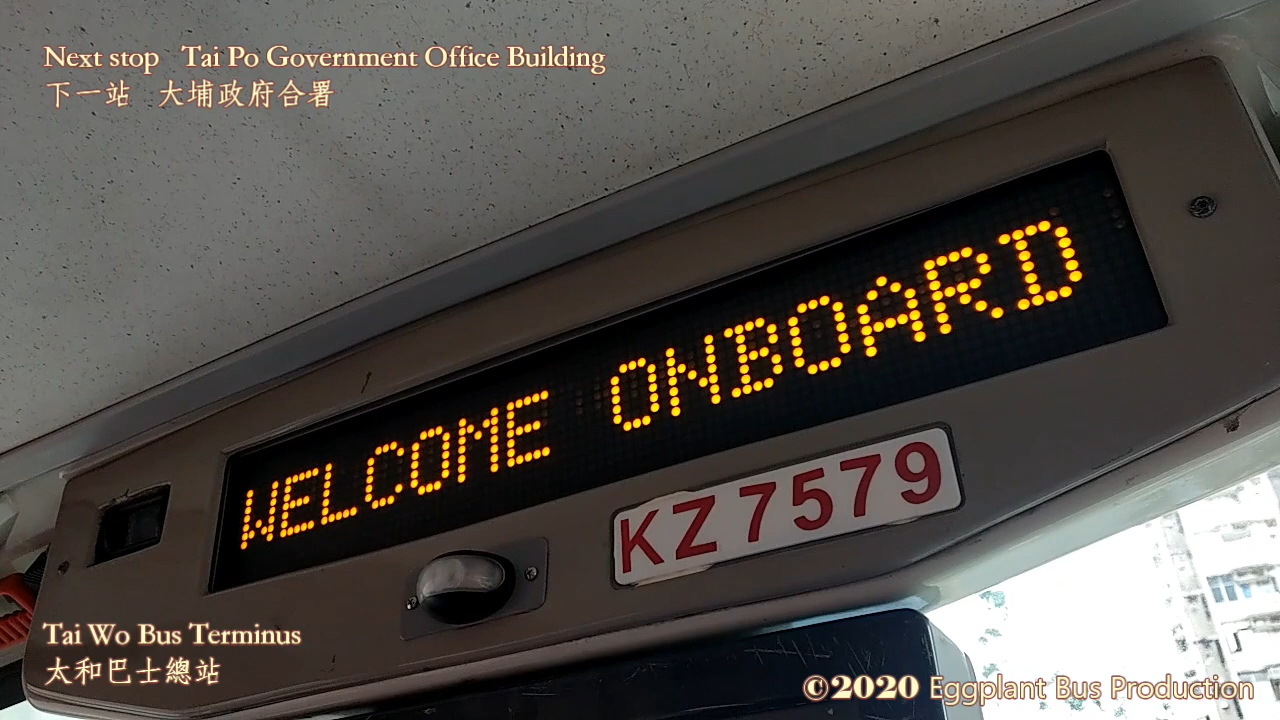 Next stop Tai Po Government Office Building
下一站 大埔政府合署
WELCOME ONBOARD
KZ7579
Tai Wo Bus Terminus
太和巴士總站
©2020 Eggplant Bus Production